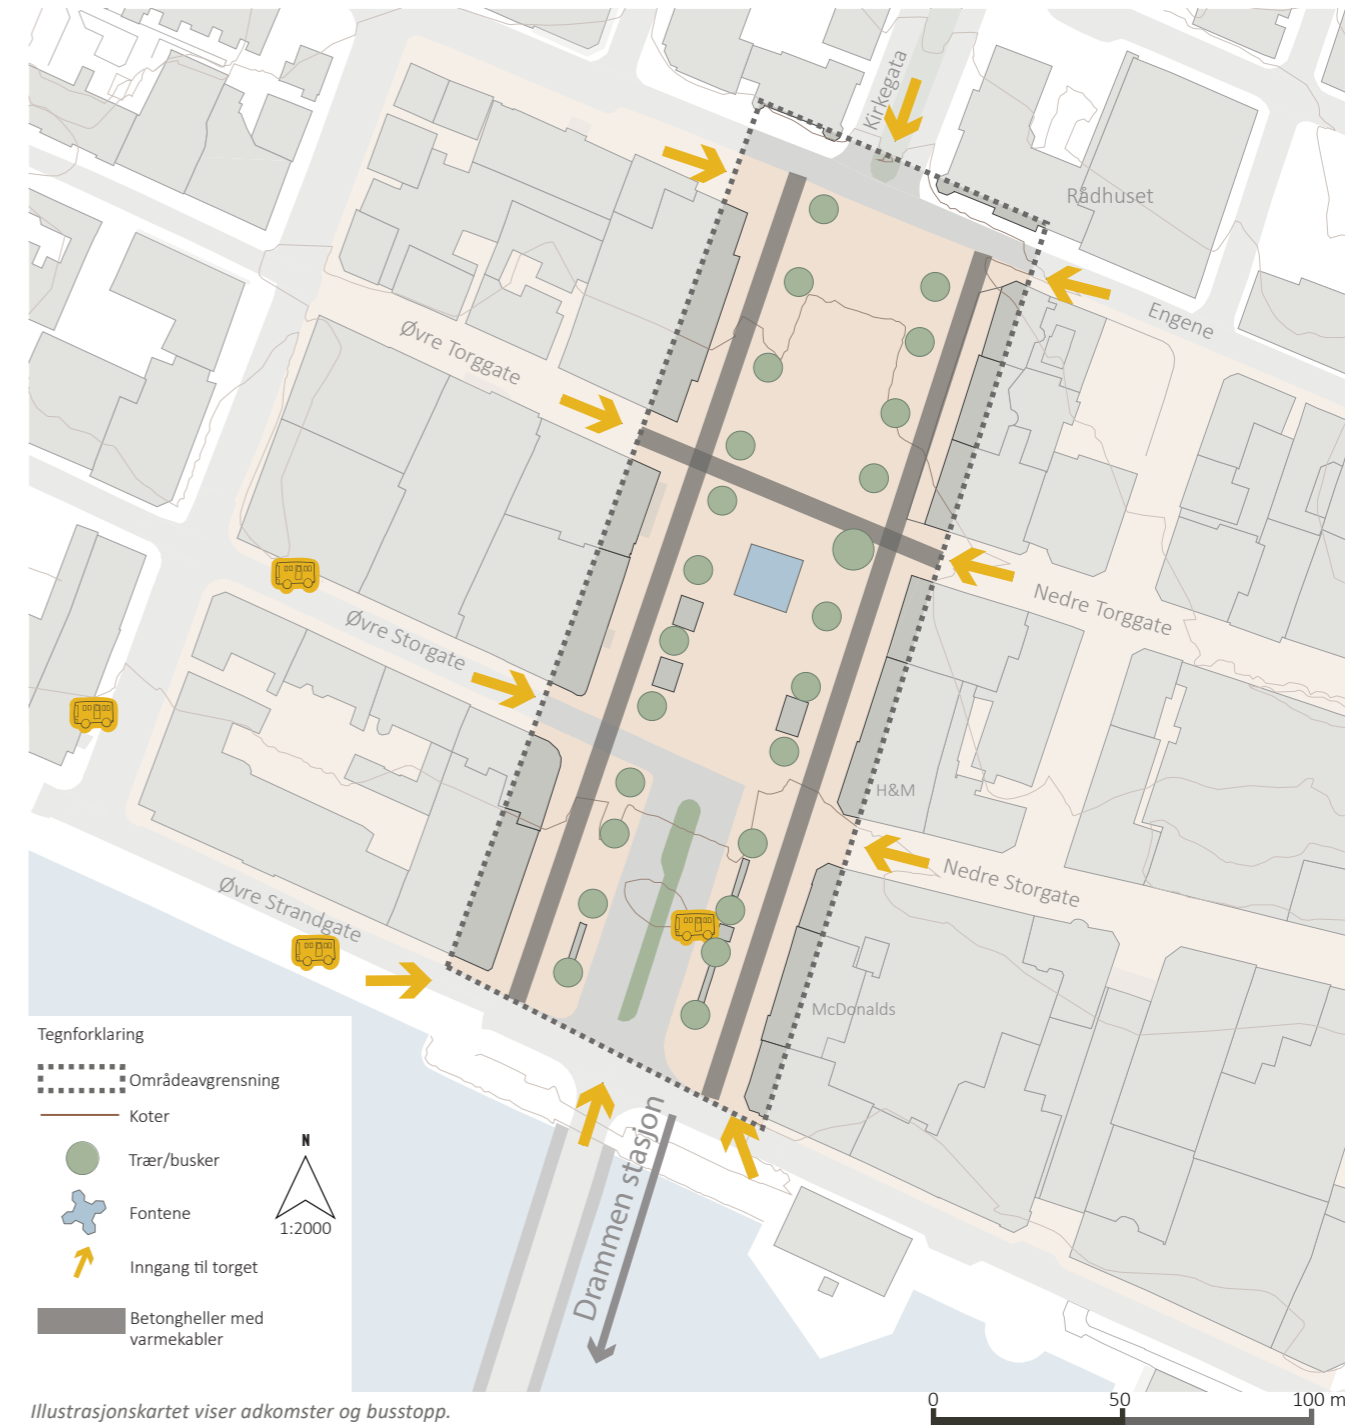 Kirkegata
Rådhuset
Engene
Øvre Torggate
Nedre Torggate
Øvre Storgate
H&M
Nedre Storgate
Øvre Strandgate
McDonalds
Drammen stasjon
Tegnforklaring
Områdeavgrensning
Koter
Trær/busker
Fontene
Inngang til torget
Betongheller med
varmekabler
N
1:2000
0 50 100 m
Illustrasjonskartet viser adkomster og busstopp.